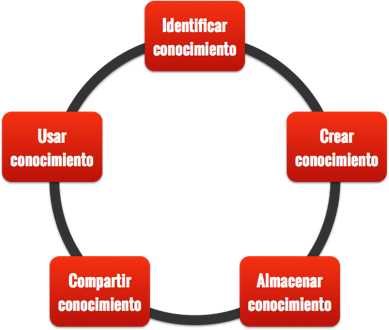 Identificar
conocimiento
Crear
conocimiento
Almacenar
conocimiento
Compartir
conocimiento
Usar
conocimiento